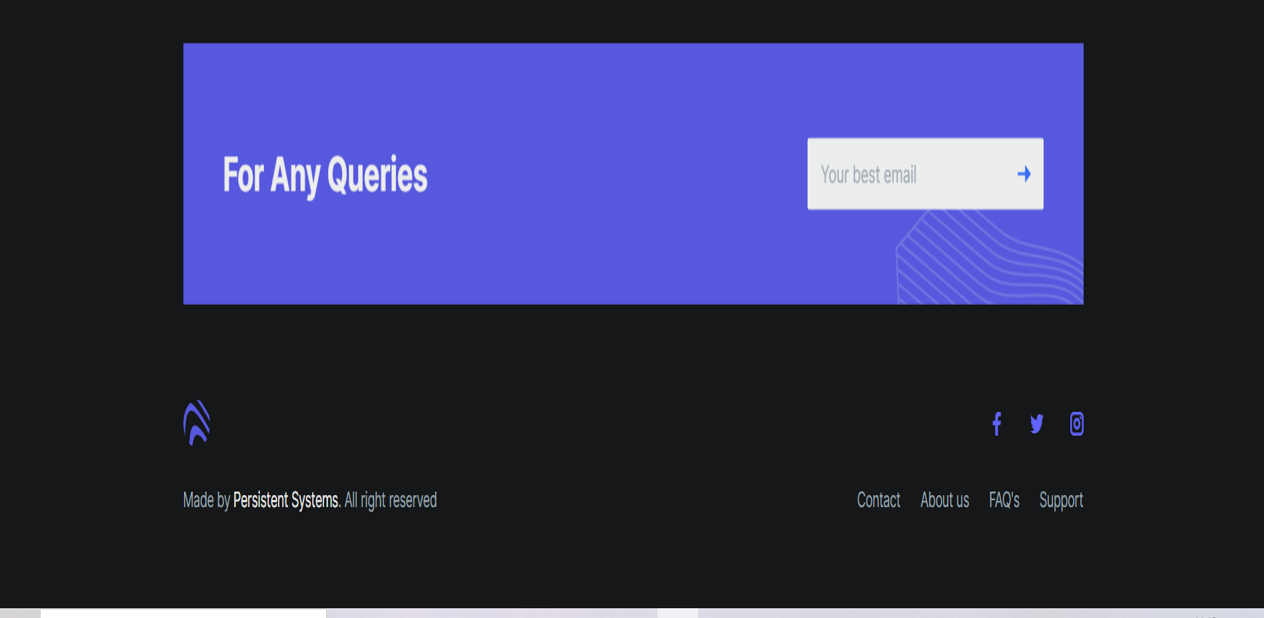 For Any Queries
Your best email
Made by Persistent Systems. All right reserved
Contact About us FAQ's Support